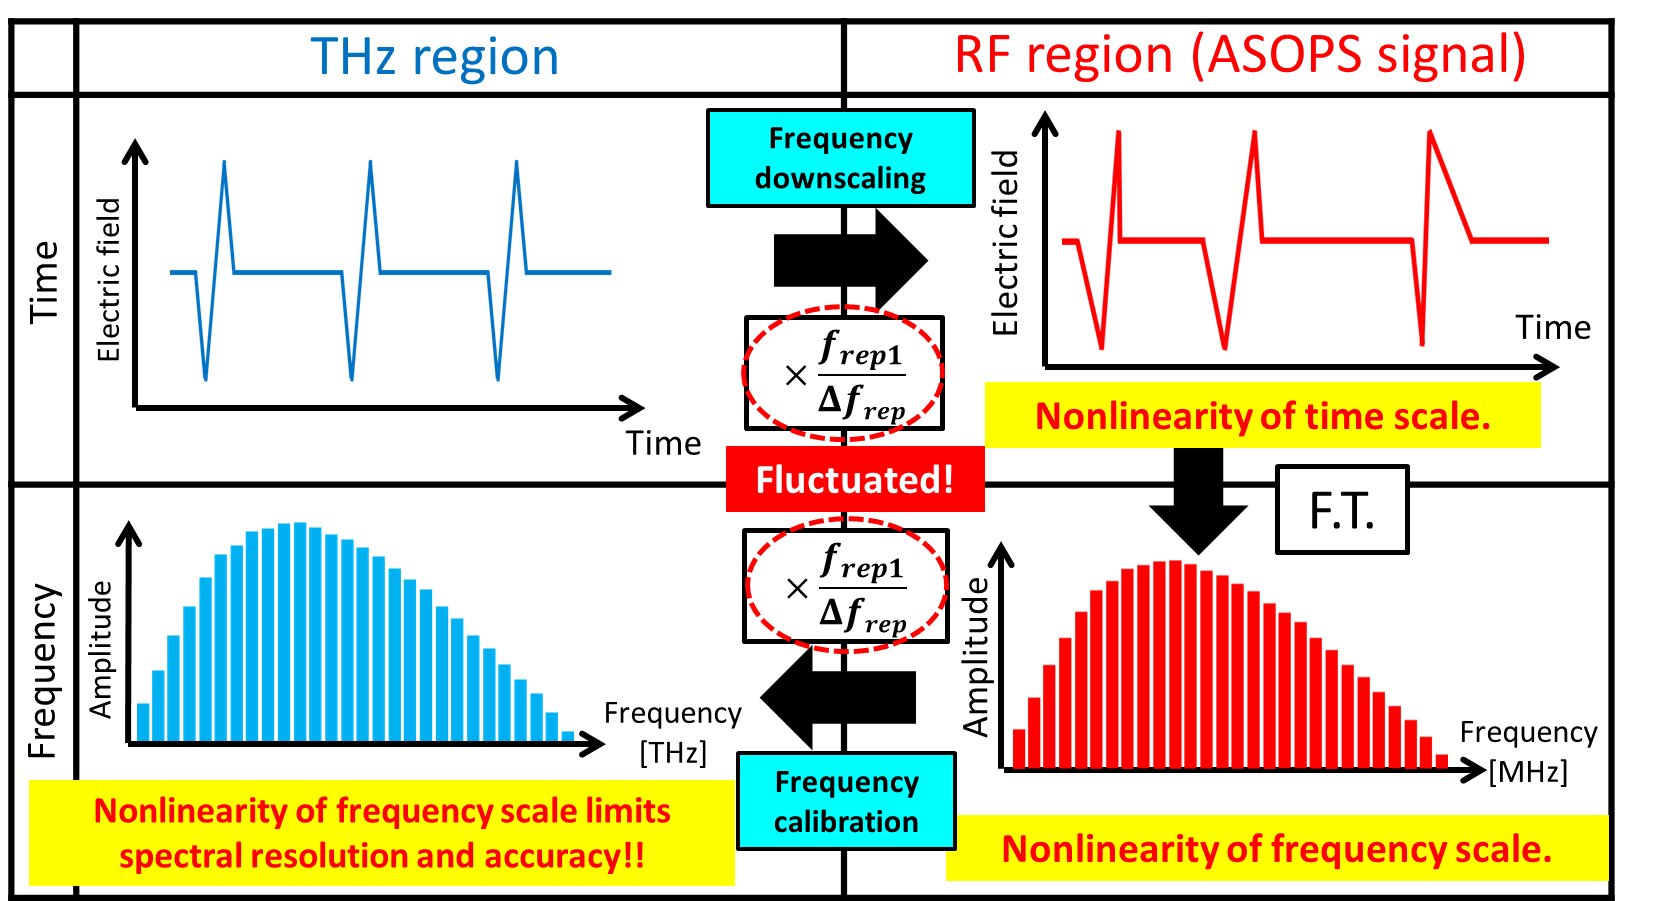 THz region
RF region (ASOPS signal)
Time
Electric field
Time
Frequency
downscaling
× f_rep1 / Δf_rep
Fluctuated!
Electric field
Time
Nonlinearity of time scale.
F.T.
Frequency
Amplitude
Frequency
[THz]
Nonlinearity of frequency scale limits
spectral resolution and accuracy!!
× f_rep1 / Δf_rep
Frequency
calibration
Amplitude
Frequency
[MHz]
Nonlinearity of frequency scale.